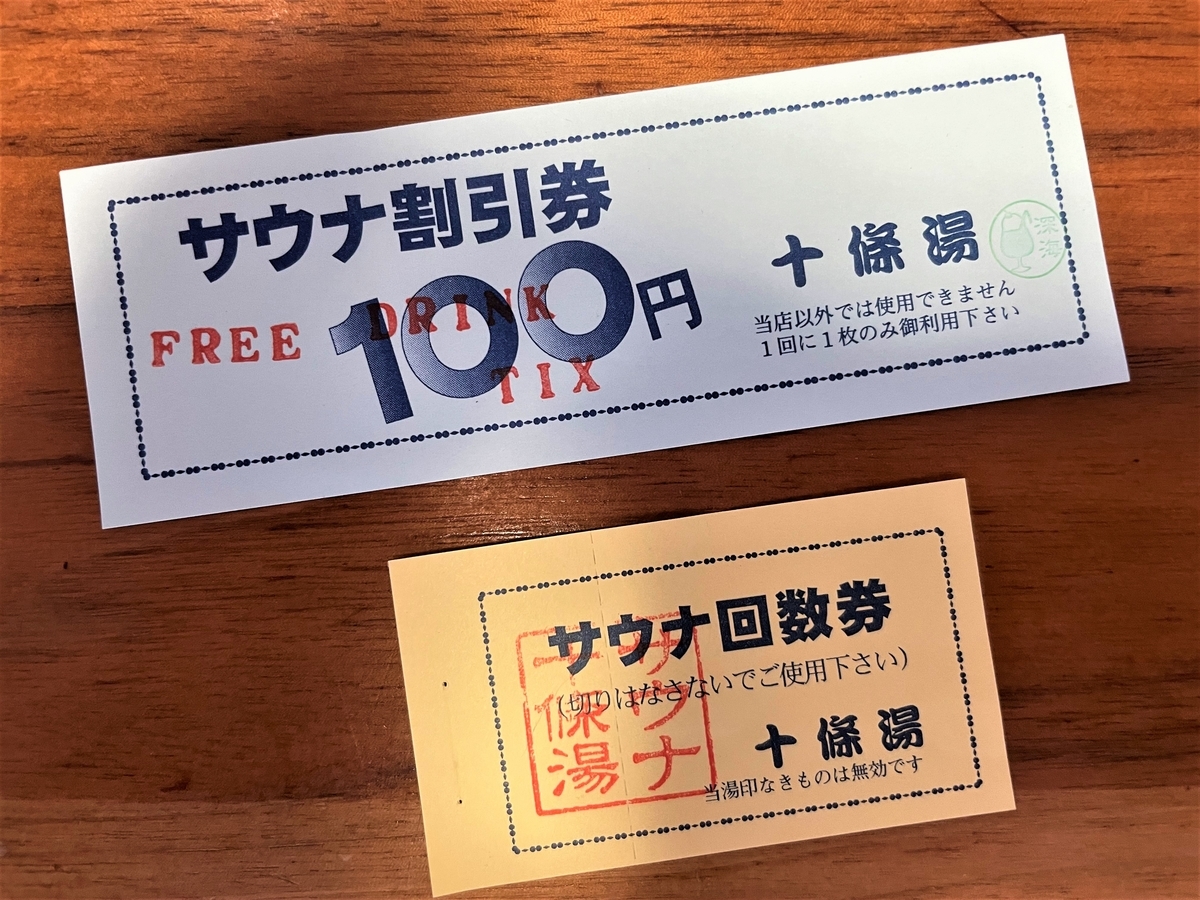 サウナ割引券
100円
FREE DRINK
TIX
十條湯
深海
当店以外では使用できません
1回に1枚のみ御利用下さい
サウナ回数券
(切りはなさないでご使用下さい)
サウナ
十條湯
十條湯
当湯印なきものは無効です